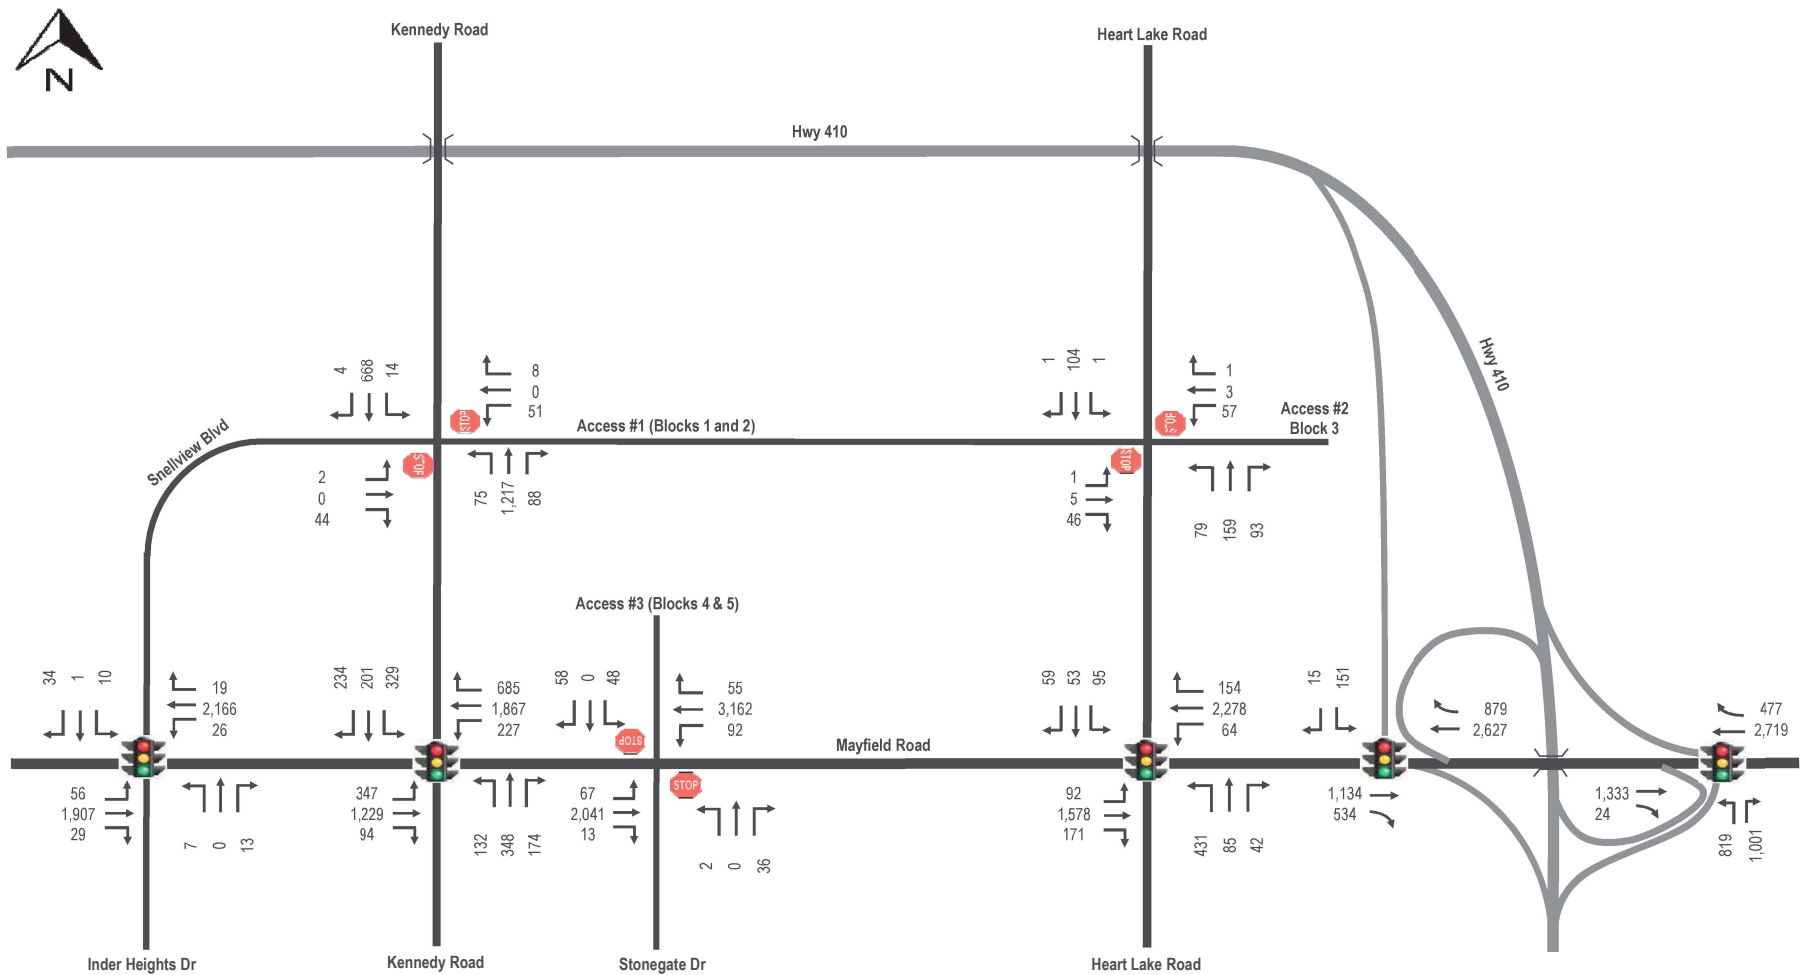 Kennedy Road
Heart Lake Road
N
Hwy 410
Hwy 410
4 668 14
8
0
51
STOP
Access #1 (Blocks 1 and 2)
Snellview Blvd
STOP
2
0
44
75 1,217 88
1 104 1
1
3
57
STOP
Access #2
Block 3
STOP
1
5
46
79 159 93
Access #3 (Blocks 4 & 5)
34 1 10
19
2,166
26
234 201 329
685
1,867
227
58 0 48
55
3,162
92
STOP
59 53 95
154
2,278
64
15 151
879
2,627
477
2,719
Mayfield Road
56
1,907
29
7 0 13
347
1,229
94
132 348 174
67
2,041
13
STOP
2 0 36
92
1,578
171
431 85 42
1,134
534
1,333
24
819 1,001
Inder Heights Dr
Kennedy Road
Stonegate Dr
Heart Lake Road